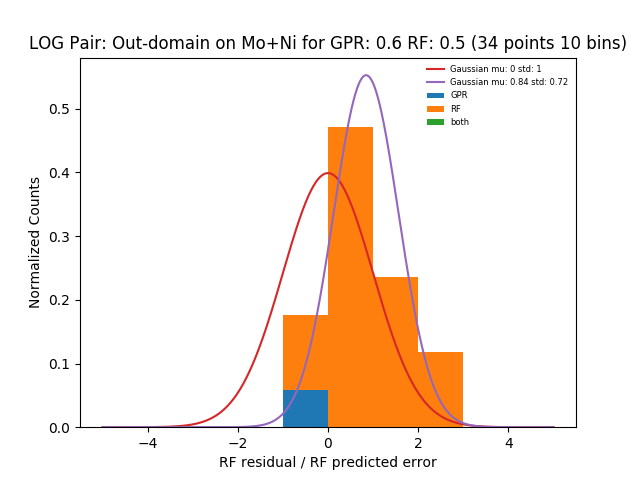 LOG Pair: Out-domain on Mo+Ni for GPR: 0.6 RF: 0.5 (34 points 10 bins)
Gaussian mu: 0 std: 1
Gaussian mu: 0.84 std: 0.72
GPR
RF
both
Normalized Counts
0.5
0.4
0.3
0.2
0.1
0.0
−4 −2 0 2 4
RF residual / RF predicted error